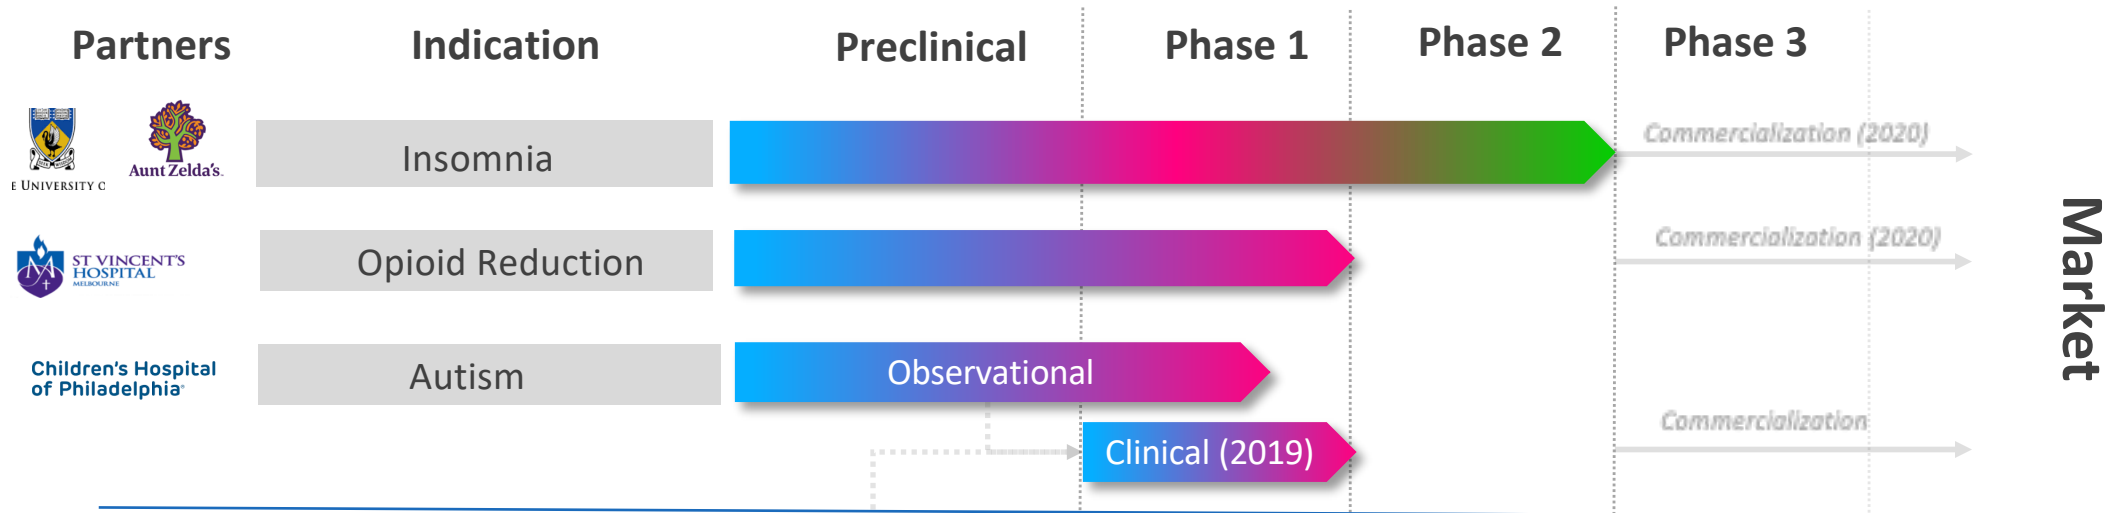 Partners Indication Preclinical Phase 1 Phase 2 Phase 3
E UNIVERSITY C
Aunt Zelda's
Insomnia
Commercialization (2020)
ST VINCENT'S
HOSPITAL
MELBOURNE
Opioid Reduction
Commercialization (2020)
Children's Hospital
of Philadelphia
Autism
Observational
Clinical (2019)
Commercialization
Market